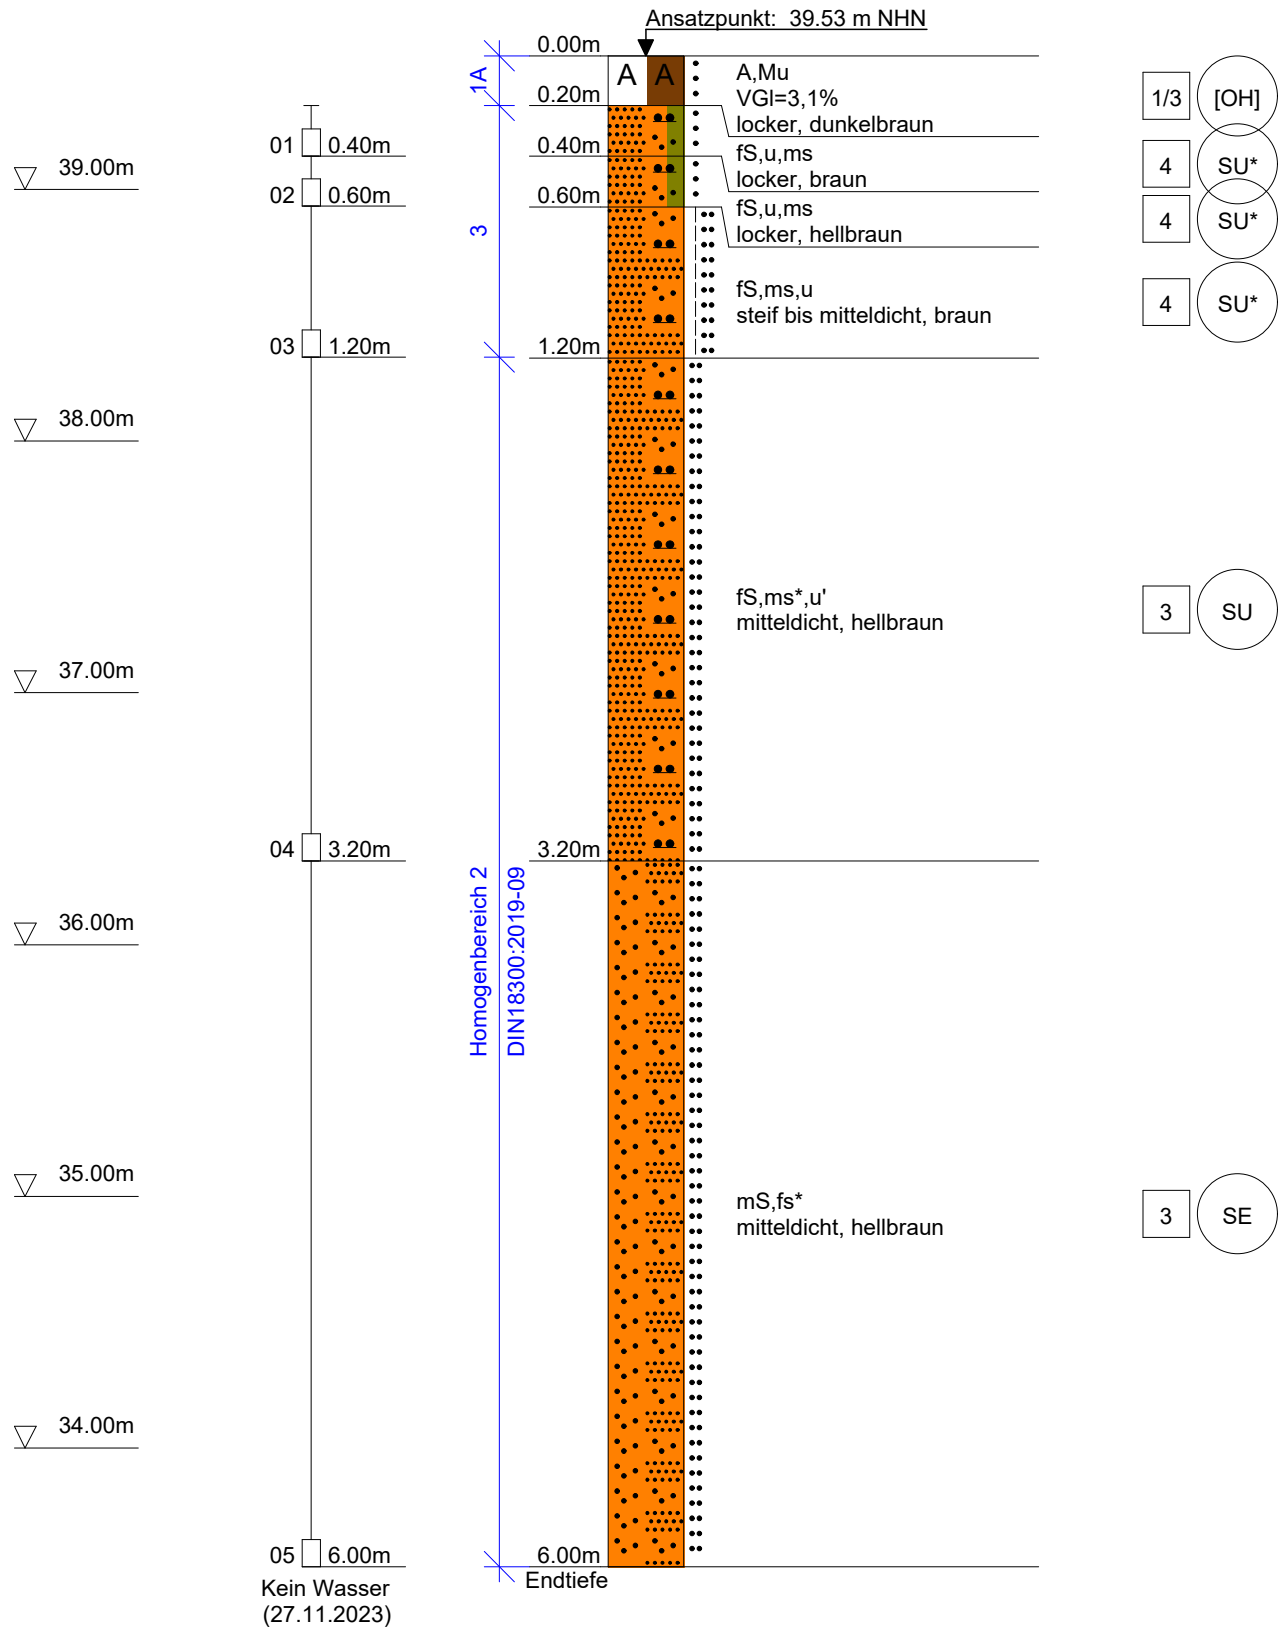 Ansatzpunkt: 39.53 m NHN
0.00m
1A
A A
A,Mu
VGl=3,1%
locker, dunkelbraun
1/3 [OH]
0.20m
01 0.40m
0.40m
fS,u,ms
locker, braun
4 SU*
39.00m
02 0.60m
0.60m
fS,u,ms
locker, hellbraun
4 SU*
3
fS,ms,u
steif bis mitteldicht, braun
4 SU*
03 1.20m
1.20m
38.00m
fS,ms*,u'
mitteldicht, hellbraun
3 SU
37.00m
04 3.20m
3.20m
Homogenbereich 2
DIN18300:2019-09
36.00m
35.00m
mS,fs*
mitteldicht, hellbraun
3 SE
34.00m
05 6.00m
6.00m
Endtiefe
Kein Wasser
(27.11.2023)